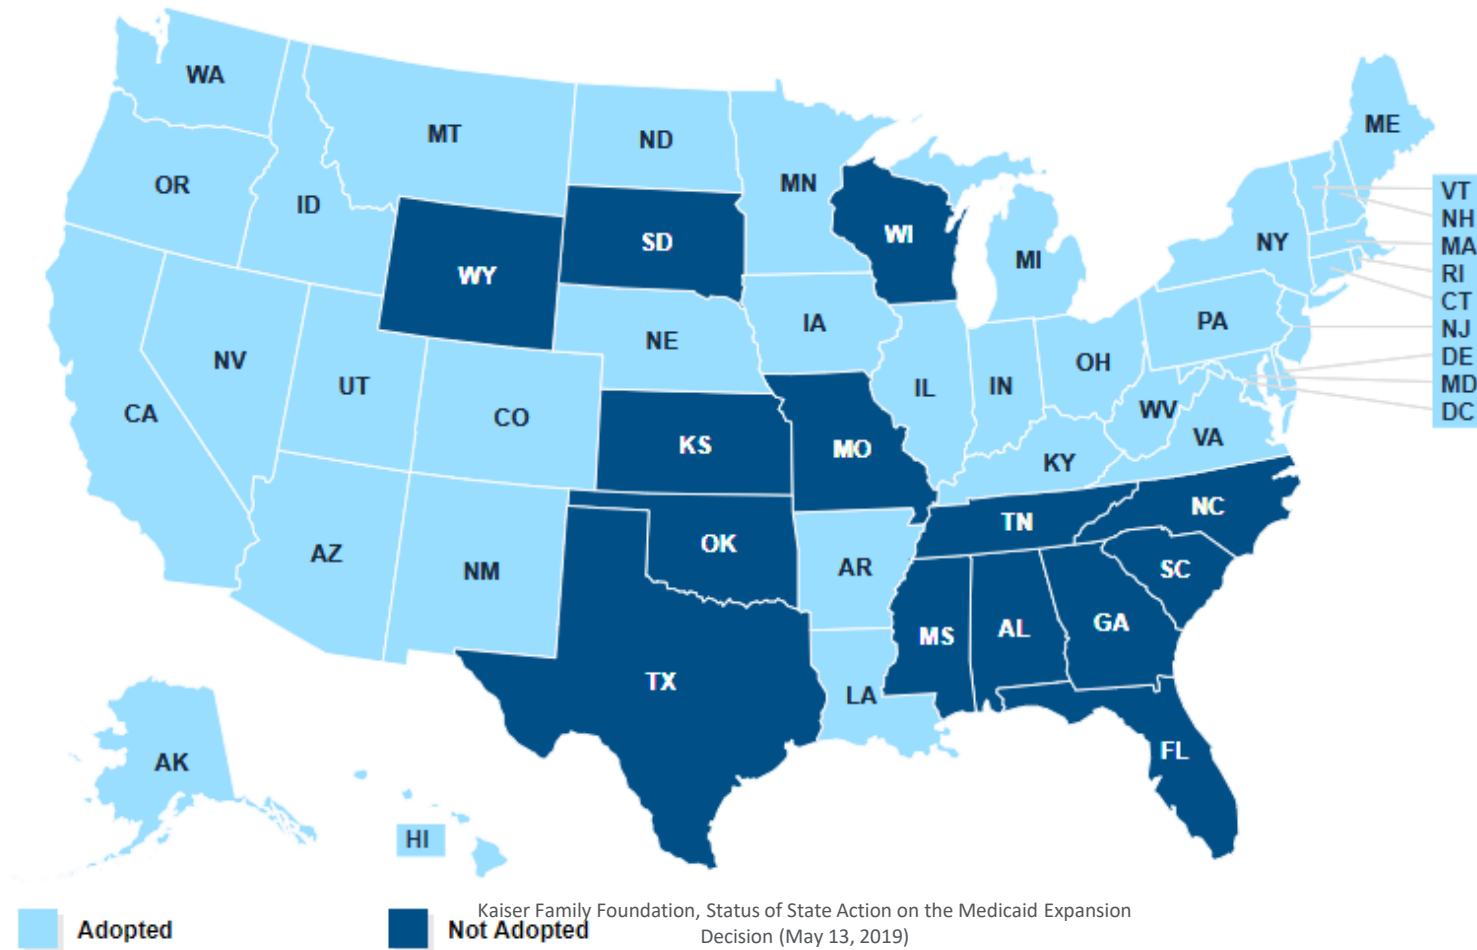 WA
MT
ND
MN
ME
OR
ID
SD
WI
MI
NY
VT
NH
MA
RI
CT
NJ
DE
MD
DC
WY
NE
IA
PA
NV
UT
CO
IL
IN
OH
WV
VA
CA
KS
MO
KY
AZ
NM
OK
AR
TN
NC
SC
MS
AL
GA
TX
LA
FL
AK
HI
Adopted
Not Adopted
Kaiser Family Foundation, Status of State Action on the Medicaid Expansion
Decision (May 13, 2019)